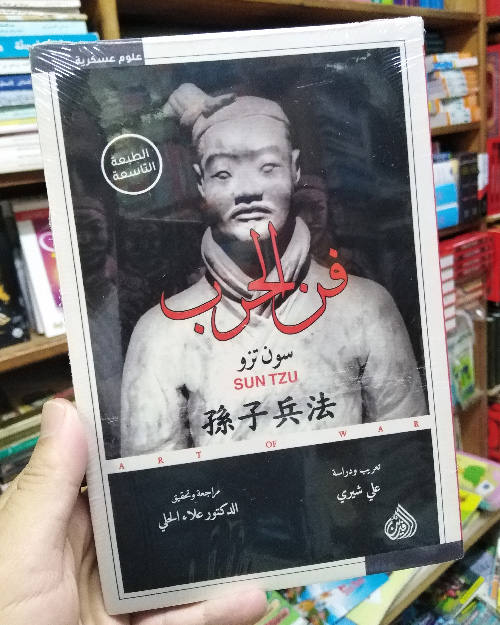 علوم عسكرية
الطبعة
التاسعة
فن الحرب
سون تزو
SUN TZU
孫子兵法
ART OF WAR
تعريب ودراسة
علي شيري
مراجعة وتحقيق
الدكتور علاء الحلي